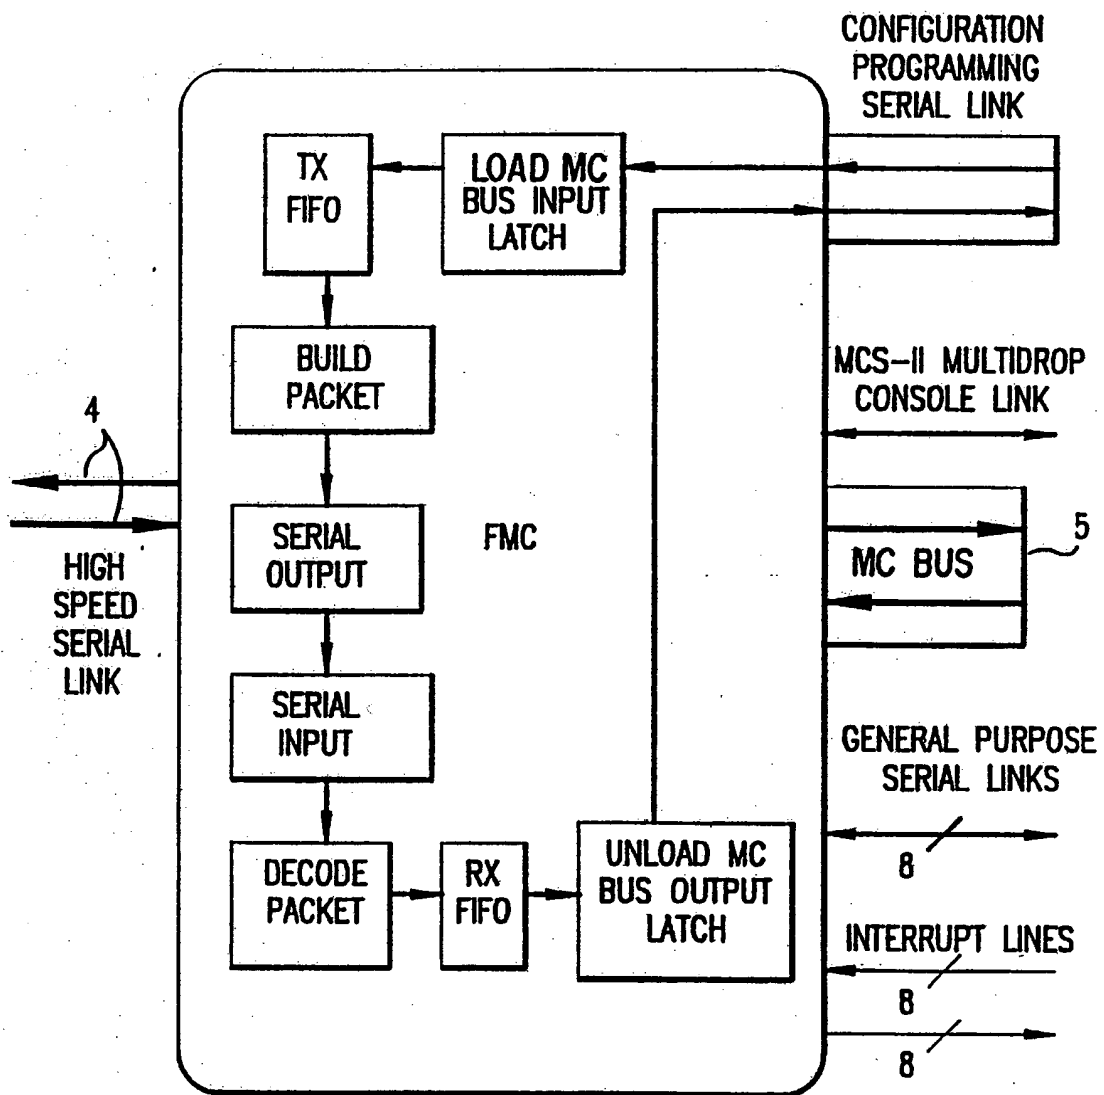 CONFIGURATION
PROGRAMMING
SERIAL LINK
TX
FIFO
LOAD MC
BUS INPUT
LATCH
BUILD
PACKET
MCS-II MULTIDROP
CONSOLE LINK
4
SERIAL
OUTPUT
FMC
HIGH
SPEED
SERIAL
LINK
MC BUS
5
SERIAL
INPUT
GENERAL PURPOSE
SERIAL LINKS
8
DECODE
PACKET
RX
FIFO
UNLOAD MC
BUS OUTPUT
LATCH
INTERRUPT LINES
8
8